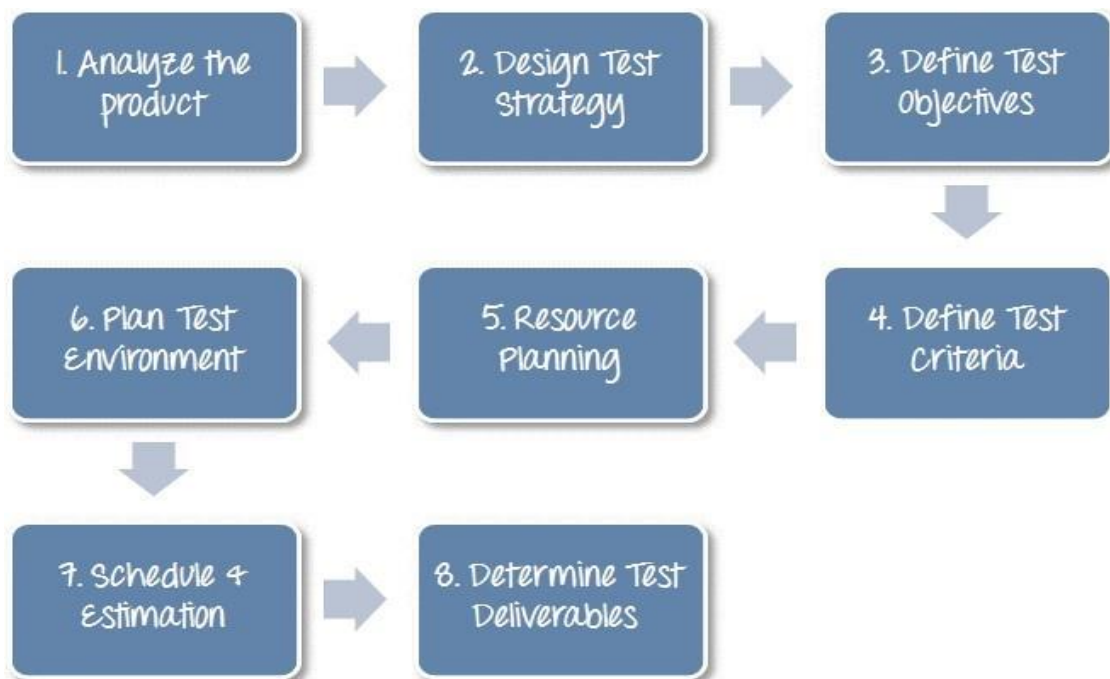 1. Analyze the
product
2. Design Test
Strategy
3. Define Test
Objectives
4. Define Test
Criteria
5. Resource
Planning
6. Plan Test
Environment
7. Schedule &
Estimation
8. Determine Test
Deliverables